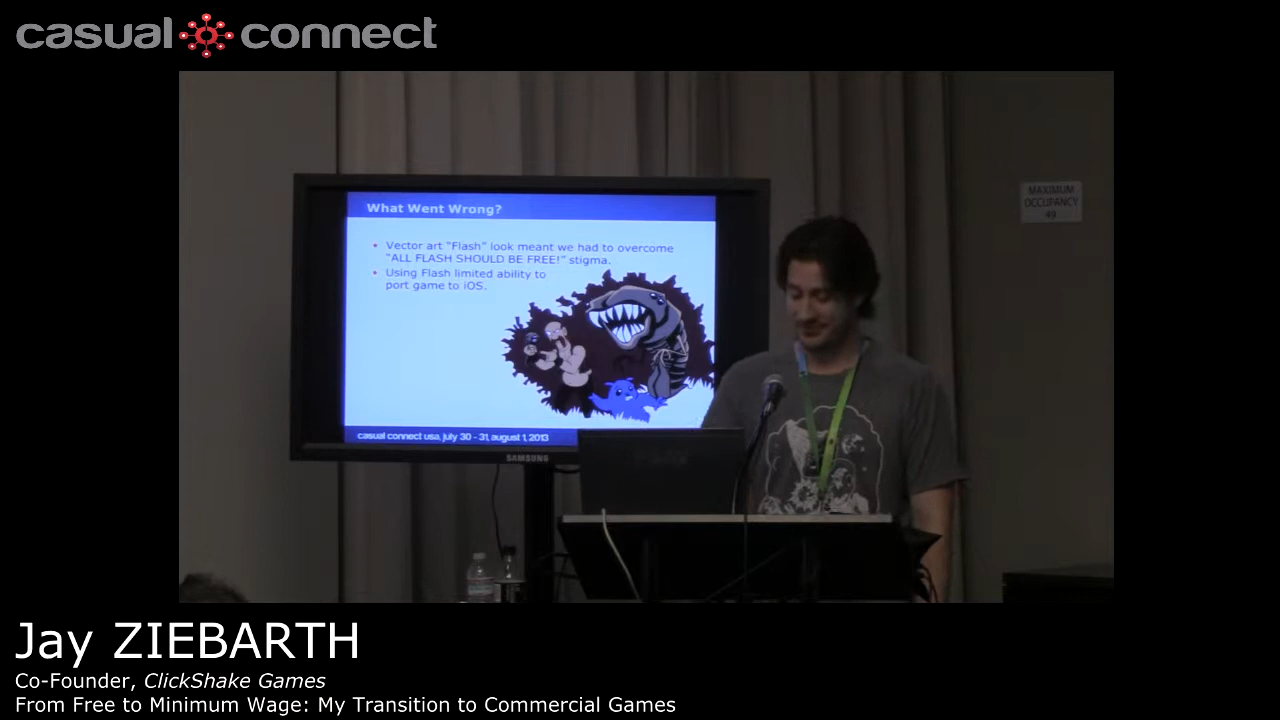 casual connect
What Went Wrong?
• Vector art "Flash" look meant we had to overcome
"ALL FLASH SHOULD BE FREE!" stigma.
• Using Flash limited ability to
port game to iOS.
casual connect usa, july 30 - 31, august 1, 2013
SAMSUNG
MAXIMUM
OCCUPANCY
49
Jay ZIEBARTH
Co-Founder, ClickShake Games
From Free to Minimum Wage: My Transition to Commercial Games